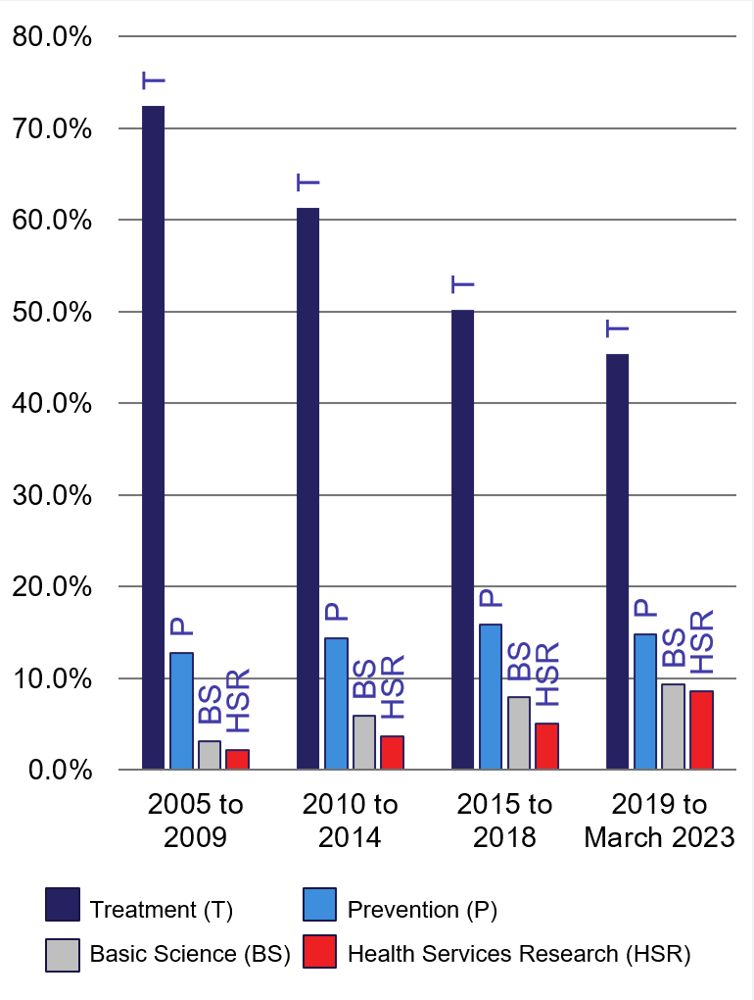 80.0%
70.0%
60.0%
50.0%
40.0%
30.0%
20.0%
10.0%
0.0%
T
P
BS
HSR
T
P
BS
HSR
T
P
BS
HSR
T
P
BS
HSR
2005 to
2009
2010 to
2014
2015 to
2018
2019 to
March 2023
Treatment (T)
Prevention (P)
Basic Science (BS)
Health Services Research (HSR)